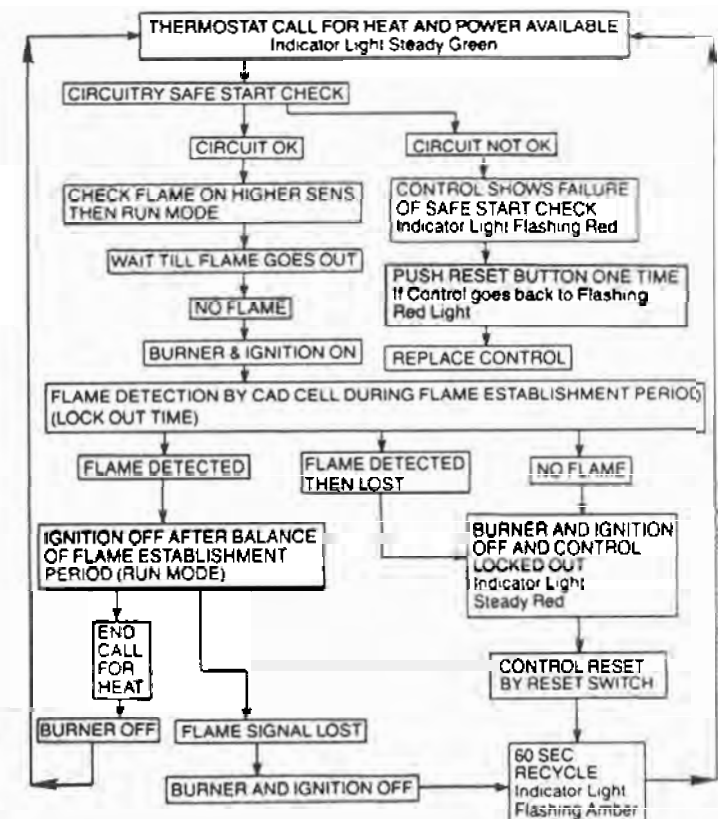 THERMOSTAT CALL FOR HEAT AND POWER AVAILABLE
Indicator Light Steady Green
CIRCUITRY SAFE START CHECK
CIRCUIT OK
CIRCUIT NOT OK
CHECK FLAME ON HIGHER SENS
THEN RUN MODE
CONTROL SHOWS FAILURE
OF SAFE START CHECK
Indicator Light Flashing Red
WAIT TILL FLAME GOES OUT
PUSH RESET BUTTON ONE TIME
If Control goes back to Flashing
Red Light
NO FLAME
BURNER & IGNITION ON
REPLACE CONTROL
FLAME DETECTION BY CAD CELL DURING FLAME ESTABLISHMENT PERIOD
(LOCK OUT TIME)
FLAME DETECTED
FLAME DETECTED
THEN LOST
NO FLAME
IGNITION OFF AFTER BALANCE
OF FLAME ESTABLISHMENT
PERIOD (RUN MODE)
BURNER AND IGNITION
OFF AND CONTROL
LOCKED OUT
Indicator Light
Steady Red
END
CALL
FOR
HEAT
CONTROL RESET
BY RESET SWITCH
BURNER OFF
FLAME SIGNAL LOST
BURNER AND IGNITION OFF
60 SEC
RECYCLE
Indicator Light
Flashing Amber